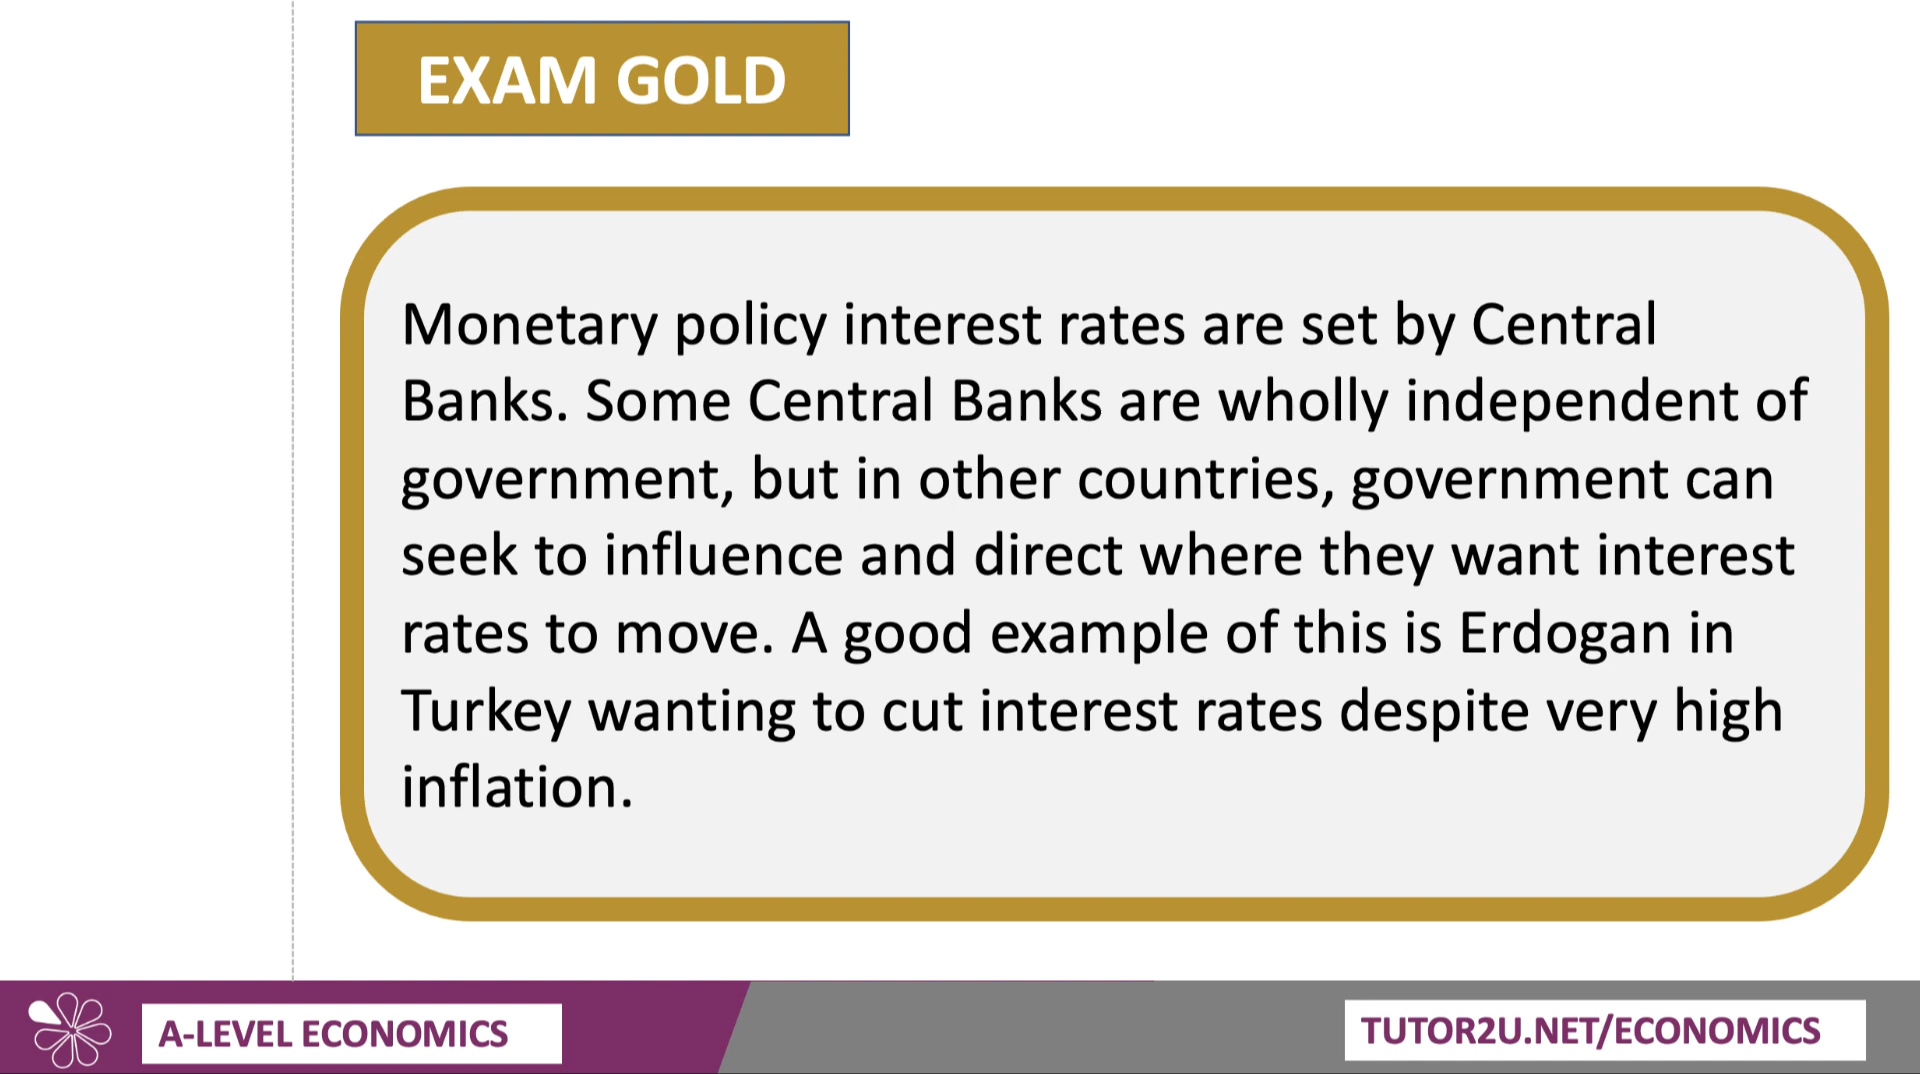 EXAM GOLD
Monetary policy interest rates are set by Central
Banks. Some Central Banks are wholly independent of
government, but in other countries, government can
seek to influence and direct where they want interest
rates to move. A good example of this is Erdogan in
Turkey wanting to cut interest rates despite very high
inflation.
A-LEVEL ECONOMICS
TUTOR2U.NET/ECONOMICS